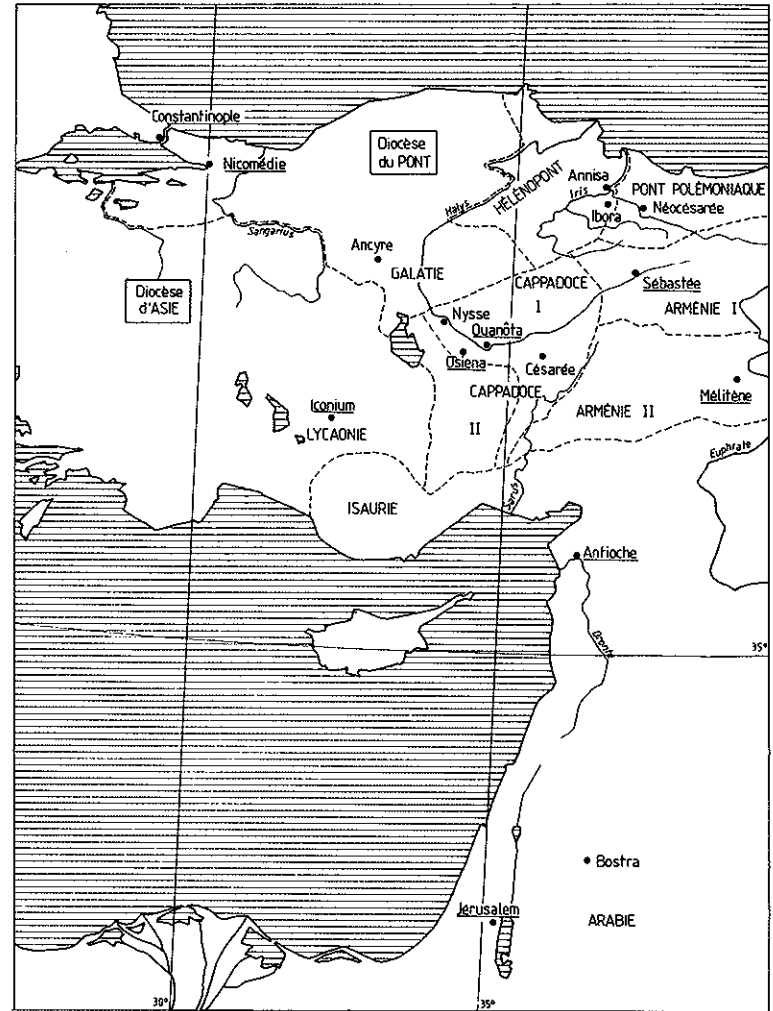 Constantinople
Nicomédie
Diocèse
du PONT
HÉLÉNOPONT
Annisa
Iris
PONT POLÉMONIAQUE
Ibora
Néocésarée
Halys
Sangarius
Ancyre
GALATIE
CAPPADOCE
I
Sébastée
ARMÉNIE I
Diocèse
d'ASIE
Nysse
Ouanôta
Osiena
Césarée
CAPPADOCE
II
Mélitène
ARMÉNIE II
Iconium
LYCAONIE
Euphrate
ISAURIE
Sarus
Antioche
Oronte
35°
Bostra
Jérusalem
ARABIE
30°
35°